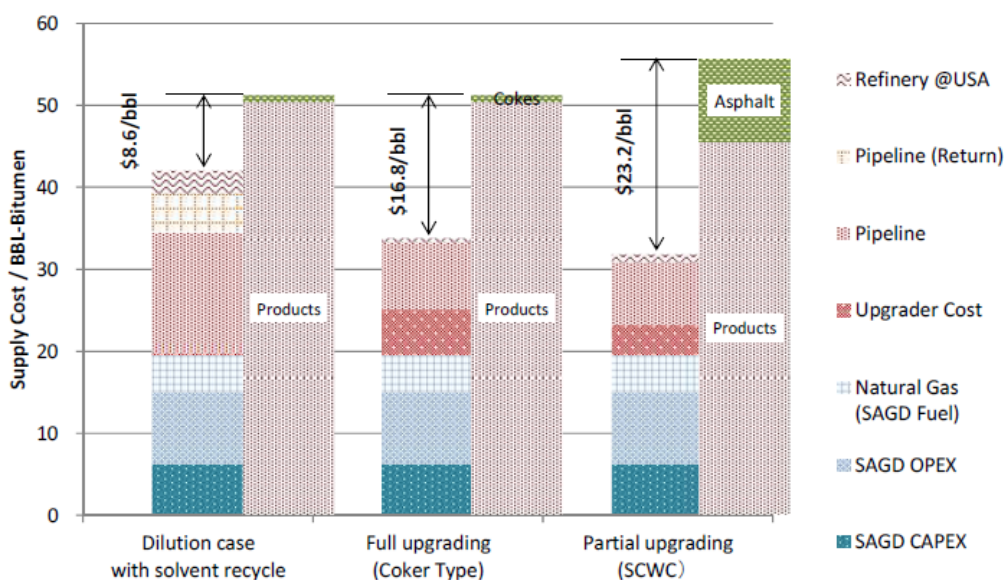 60
50
40
30
20
10
0
Supply Cost / BBL-Bitumen
$8.6/bbl
$16.8/bbl
$23.2/bbl
Cokes
Asphalt
Products
Products
Products
Dilution case
with solvent recycle
Full upgrading
(Coker Type)
Partial upgrading
(SCWC）
Refinery @USA
Pipeline (Return)
Pipeline
Upgrader Cost
Natural Gas
(SAGD Fuel)
SAGD OPEX
SAGD CAPEX